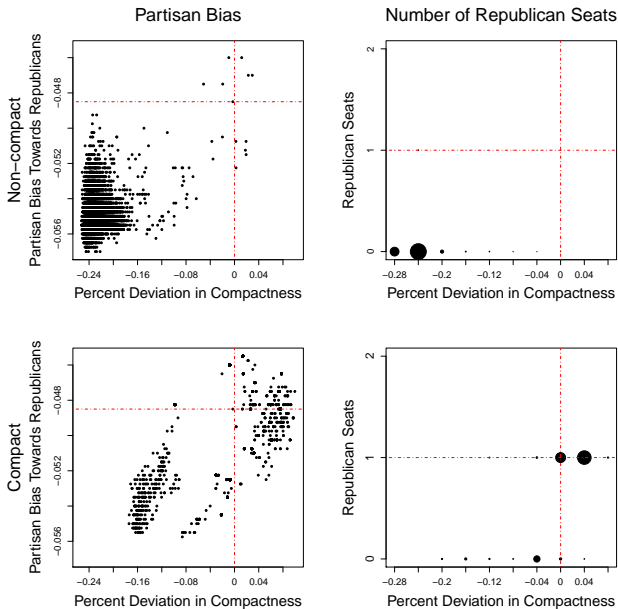 Partisan Bias
Number of Republican Seats
Non−compact
Partisan Bias Towards Republicans
−0.048
−0.052
−0.056
−0.24 −0.16 −0.08 0 0.04
Percent Deviation in Compactness
Republican Seats
2
1
0
−0.28 −0.2 −0.12 −0.04 0 0.04
Percent Deviation in Compactness
Compact
Partisan Bias Towards Republicans
−0.048
−0.052
−0.056
−0.24 −0.16 −0.08 0 0.04
Percent Deviation in Compactness
Republican Seats
2
1
0
−0.28 −0.2 −0.12 −0.04 0 0.04
Percent Deviation in Compactness